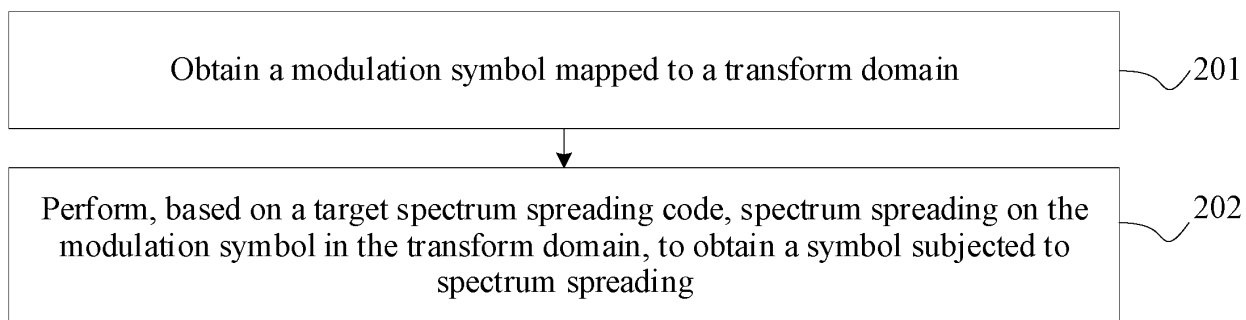 Obtain a modulation symbol mapped to a transform domain
201
Perform, based on a target spectrum spreading code, spectrum spreading on the
modulation symbol in the transform domain, to obtain a symbol subjected to
spectrum spreading
202